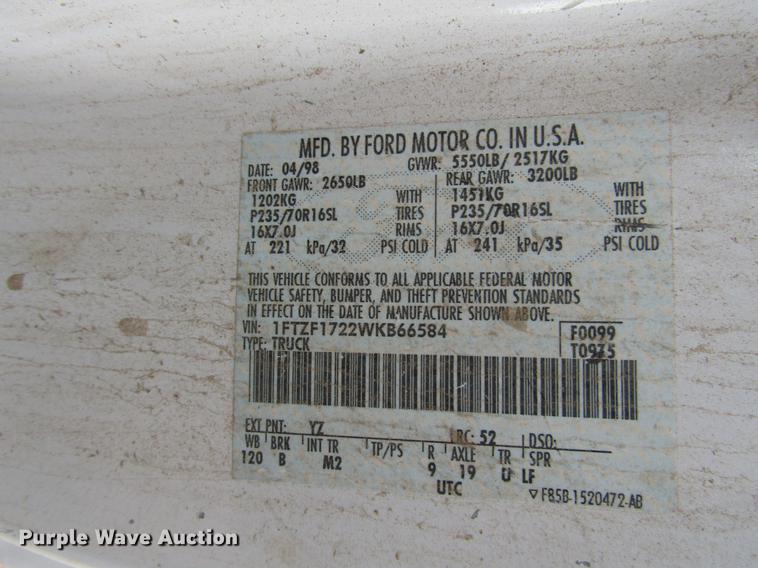 MFD. BY FORD MOTOR CO. IN U.S.A.
DATE: 04/98 GVWR: 5550LB/ 2517KG
FRONT GAWR: 2650LB REAR GAWR: 3200LB
1202KG WITH 1451KG WITH
P235/70R16SL TIRES P235/70R16SL TIRES
16X7.0J RIMS 16X7.0J RIMS
AT 221 kPa/32 PSI COLD AT 241 kPa/35 PSI COLD
THIS VEHICLE CONFORMS TO ALL APPLICABLE FEDERAL MOTOR
VEHICLE SAFETY, BUMPER, AND THEFT PREVENTION STANDARDS
IN EFFECT ON THE DATE OF MANUFACTURE SHOWN ABOVE.
VIN: 1FTZF1722WKB66584 F0099
TYPE: TRUCK T0975
EXT PNT: YZ RC: 52 DSO:
WB BRK INT TR TP/PS R AXLE TR SPR
120 B M2 9 19 U LF
UTC F85B-1520472-AB
Purple Wave Auction